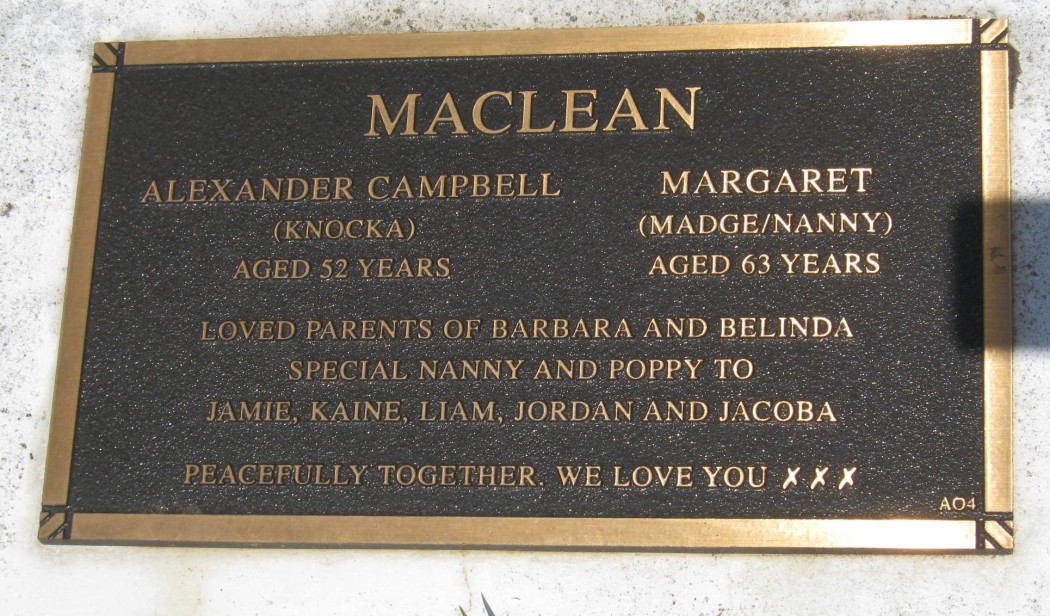 MACLEAN
ALEXANDER CAMPBELL
(KNOCKA)
AGED 52 YEARS
MARGARET
(MADGE/NANNY)
AGED 63 YEARS
LOVED PARENTS OF BARBARA AND BELINDA
SPECIAL NANNY AND POPPY TO
JAMIE, KAINE, LIAM, JORDAN AND JACOBA
PEACEFULLY TOGETHER. WE LOVE YOU ✗ ✗ ✗
AO4